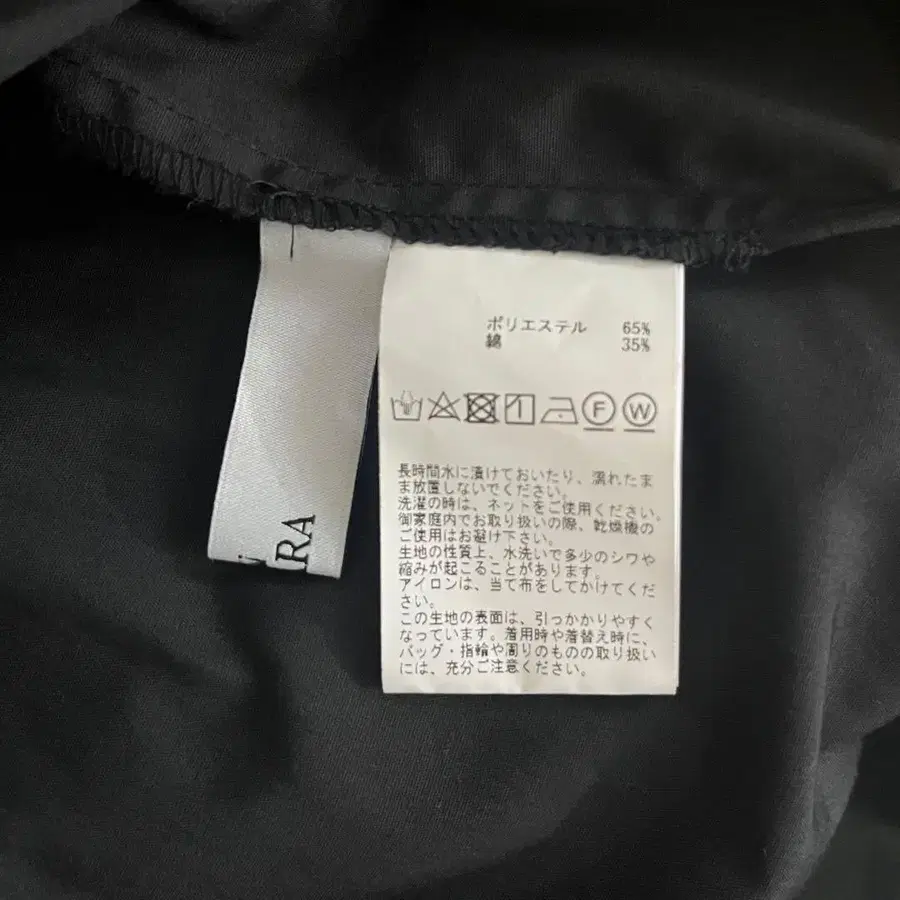 ポリエステル 65%
綿 35%
F W
長時間水に漬けておいたり、濡れたま
ま放置しないでください。
洗濯の時は、ネットをご使用ください。
御家庭内でお取り扱いの際、乾燥機の
ご使用はお避け下さい。
生地の性質上、水洗いで多少のシワや
縮みが起こることがあります。
アイロンは、当て布をしてかけてくだ
さい。
この生地の表面は、引っかかりやすく
なっています。着用時や着替え時に、
バッグ・指輪や周りのものの取り扱い
には、充分ご注意ください。
RA